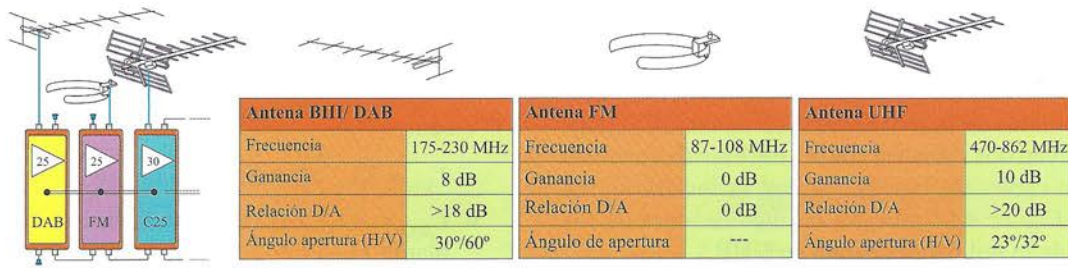 25
25
30
DAB
FM
C25
Antena BHI/ DAB
Frecuencia 175-230 MHz
Ganancia 8 dB
Relación D/A >18 dB
Ángulo apertura (H/V) 30º/60º
Antena FM
Frecuencia 87-108 MHz
Ganancia 0 dB
Relación D/A 0 dB
Ángulo de apertura ---
Antena UHF
Frecuencia 470-862 MHz
Ganancia 10 dB
Relación D/A >20 dB
Ángulo apertura (H/V) 23º/32º